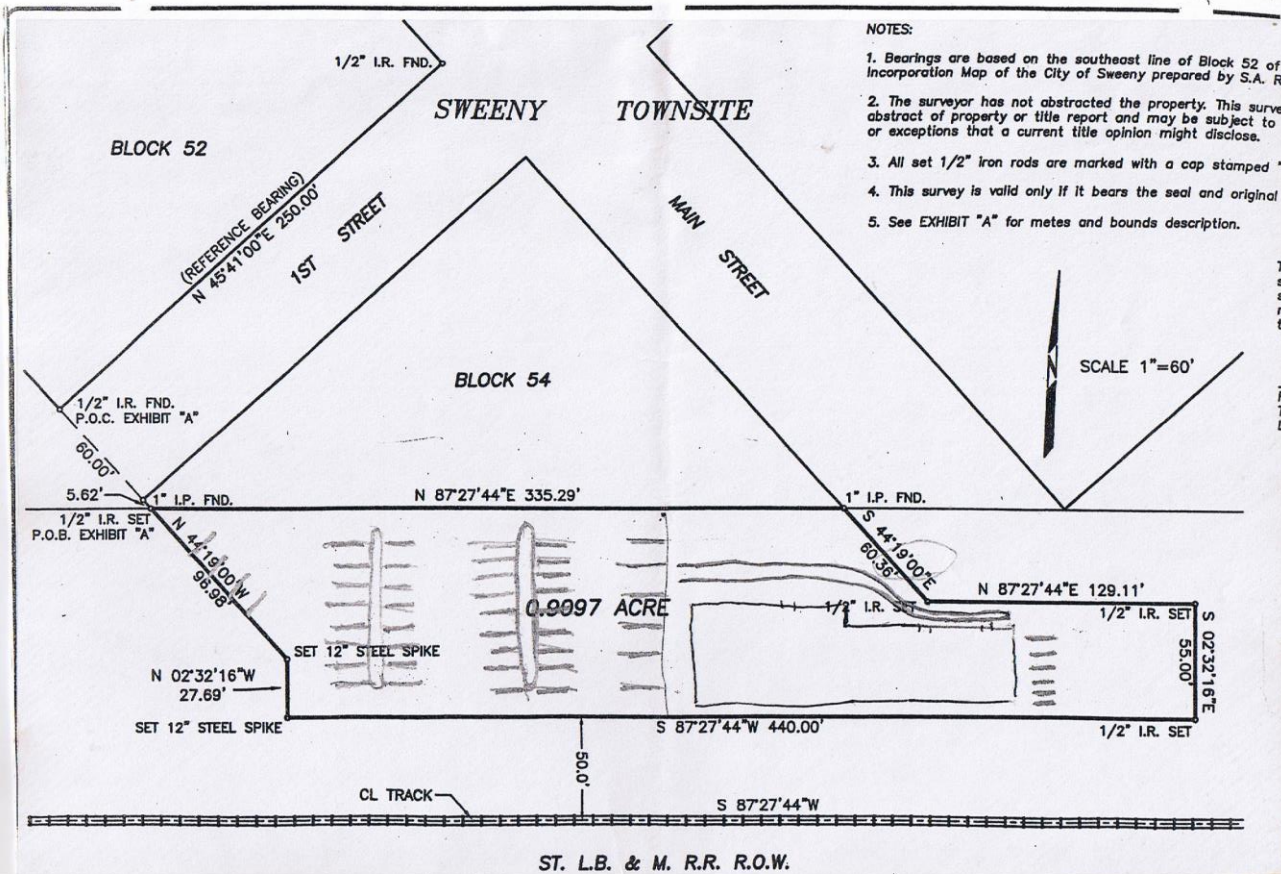 NOTES:
1. Bearings are based on the southeast line of Block 52 of
Incorporation Map of the City of Sweeny prepared by S.A. R
2. The surveyor has not abstracted the property. This surve
abstract of property or title report and may be subject to
or exceptions that a current title opinion might disclose.
3. All set 1/2" iron rods are marked with a cap stamped "
4. This survey is valid only if it bears the seal and original
5. See EXHIBIT "A" for metes and bounds description.
1/2" I.R. FND.
SWEENY TOWNSITE
BLOCK 52
(REFERENCE BEARING)
N 45°41'00"E 250.00'
1ST STREET
MAIN STREET
SCALE 1"=60'
N
BLOCK 54
1/2" I.R. FND.
P.O.C. EXHIBIT "A"
60.00'
5.62'
1" I.P. FND.
N 87°27'44"E 335.29'
1" I.P. FND.
1/2" I.R. SET
P.O.B. EXHIBIT "A"
N 44°19'00"W
96.98'
S 44°19'00"E
60.36'
N 87°27'44"E 129.11'
0.9097 ACRE
1/2" I.R. SET
1/2" I.R. SET
S 02°32'16"E
55.00'
SET 12" STEEL SPIKE
N 02°32'16"W
27.69'
SET 12" STEEL SPIKE
S 87°27'44"W 440.00'
1/2" I.R. SET
50.0'
CL TRACK
S 87°27'44"W
ST. L.B. & M. R.R. R.O.W.